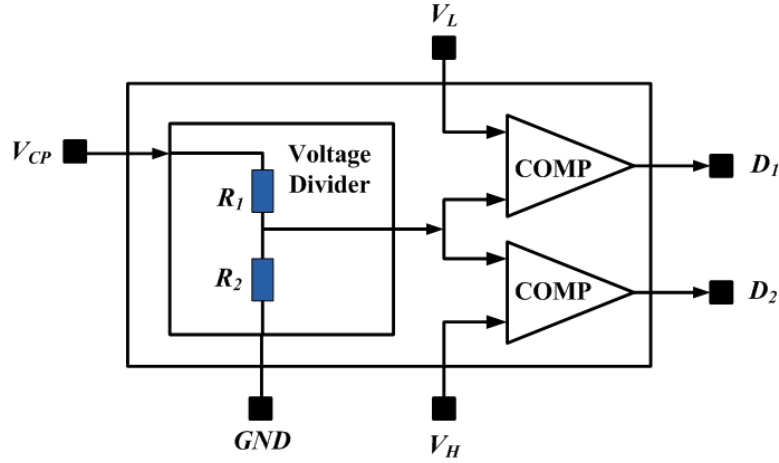 V_L
V_CP
Voltage
Divider
R_1
COMP
D_1
R_2
COMP
D_2
GND
V_H